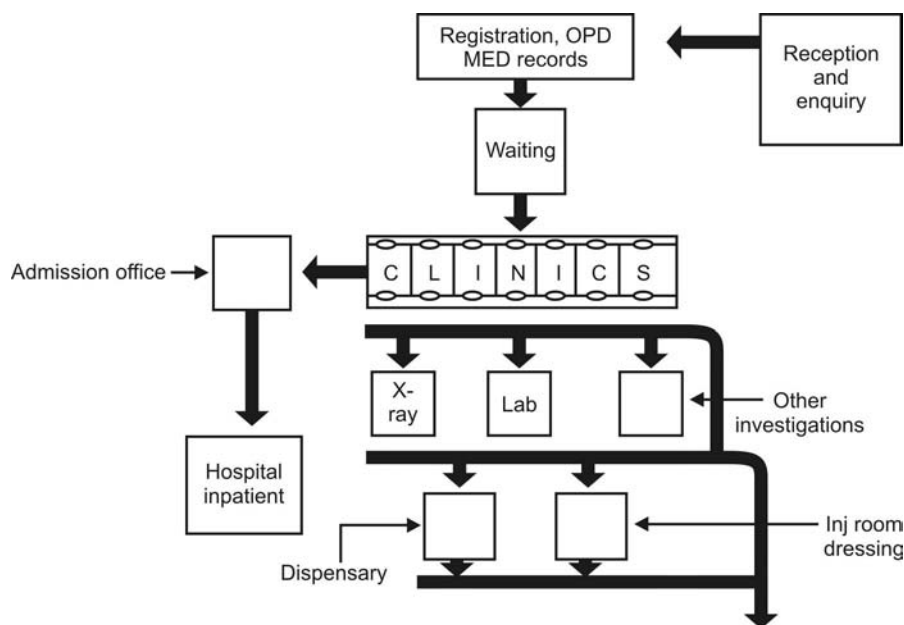 Registration, OPD
MED records
Reception
and
enquiry
Waiting
C L I N I C S
Admission office
X-
ray
Lab
Other
investigations
Hospital
inpatient
Inj room
dressing
Dispensary